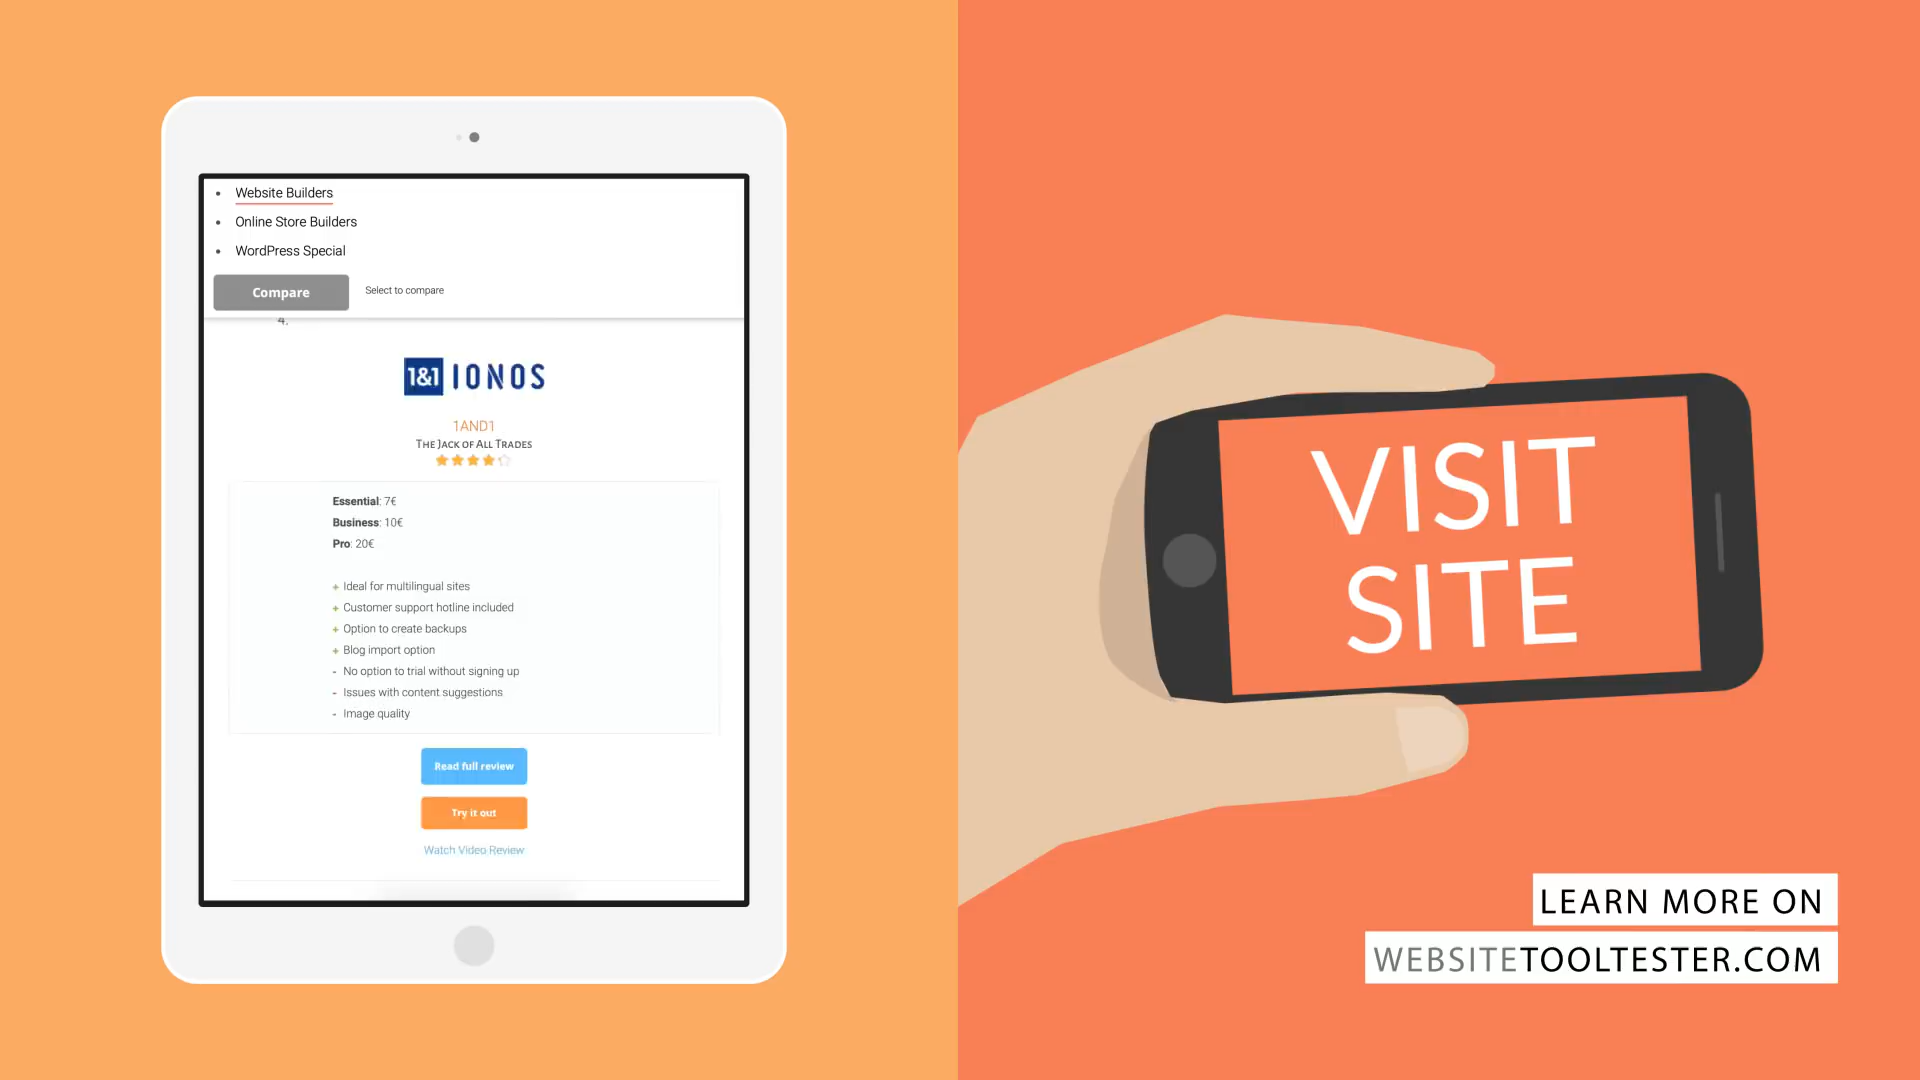 Website Builders
Online Store Builders
WordPress Special
Compare
Select to compare
4.
1&1 IONOS
1AND1
The Jack of All Trades
Essential: 7€
Business: 10€
Pro: 20€
+ Ideal for multilingual sites
+ Customer support hotline included
+ Option to create backups
+ Blog import option
- No option to trial without signing up
- Issues with content suggestions
- Image quality
Read full review
Try it out
Watch Video Review
VISIT
SITE
LEARN MORE ON
WEBSITETOOLTESTER.COM